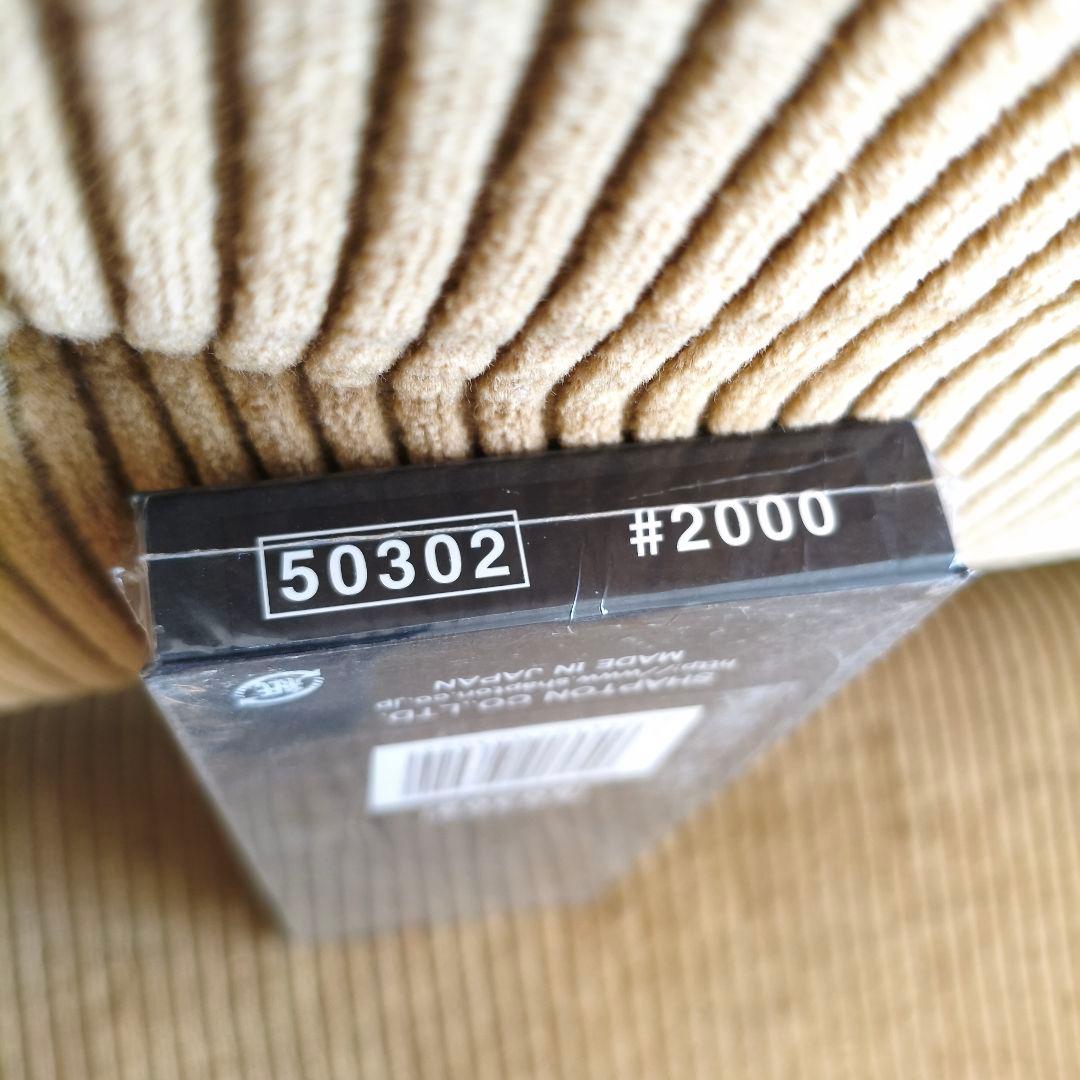 50302 #2000
SHAPTON CO.,LTD.
http://www.shapton.co.jp
MADE IN JAPAN